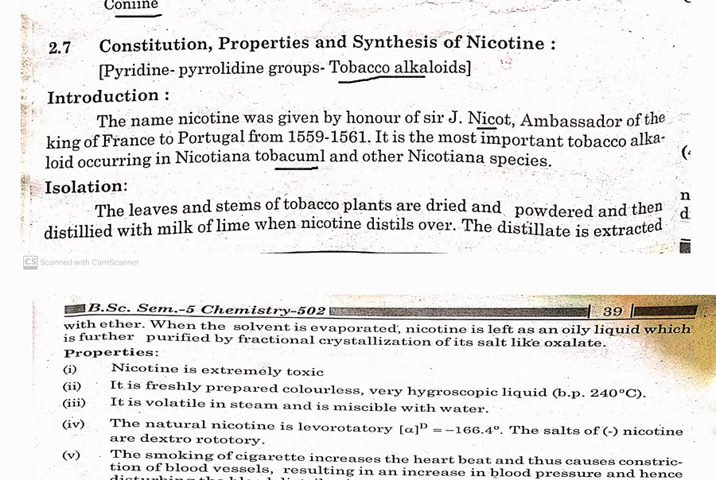 Coniine
2.7 Constitution, Properties and Synthesis of Nicotine :
[Pyridine- pyrrolidine groups- Tobacco alkaloids]
Introduction :
The name nicotine was given by honour of sir J. Nicot, Ambassador of the
king of France to Portugal from 1559-1561. It is the most important tobacco alka-
loid occurring in Nicotiana tobacuml and other Nicotiana species.
Isolation:
The leaves and stems of tobacco plants are dried and powdered and then
distillied with milk of lime when nicotine distils over. The distillate is extracted
CS Scanned with CamScanner
B.Sc. Sem.-5 Chemistry-502 39
with ether. When the solvent is evaporated, nicotine is left as an oily liquid which
is further purified by fractional crystallization of its salt like oxalate.
Properties:
(i) Nicotine is extremely toxic
(ii) It is freshly prepared colourless, very hygroscopic liquid (b.p. 240°C).
(iii) It is volatile in steam and is miscible with water.
(iv) The natural nicotine is levorotatory [α]ᴰ = –166.4°. The salts of (-) nicotine
are dextro rototory.
(v) The smoking of cigarette increases the heart beat and thus causes constric-
tion of blood vessels, resulting in an increase in blood pressure and hence